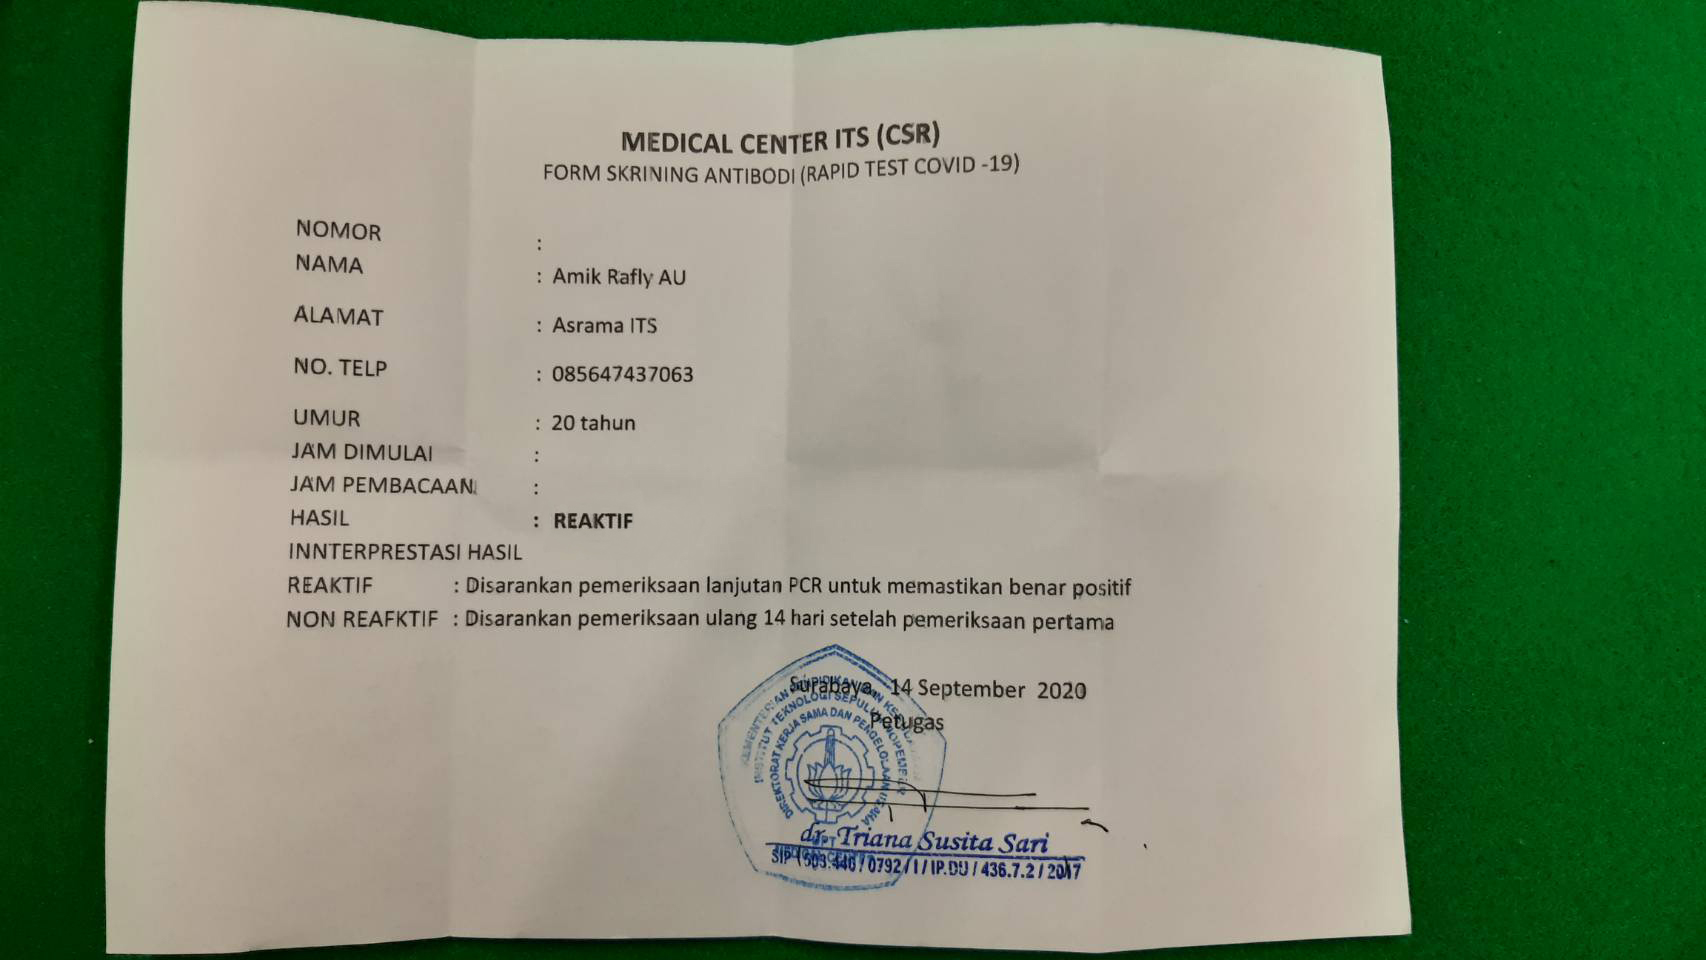 MEDICAL CENTER ITS (CSR)
FORM SKRINING ANTIBODI (RAPID TEST COVID -19)
NOMOR :
NAMA : Amik Rafly AU
ALAMAT : Asrama ITS
NO. TELP : 085647437063
UMUR : 20 tahun
JAM DIMULAI :
JAM PEMBACAAN :
HASIL : REAKTIF
INNTERPRESTASI HASIL
REAKTIF : Disarankan pemeriksaan lanjutan PCR untuk memastikan benar positif
NON REAFKTIF : Disarankan pemeriksaan ulang 14 hari setelah pemeriksaan pertama
Surabaya, 14 September 2020
Petugas
INSTITUT TEKNOLOGI SEPULUH NOPEMBER
DIREKTORAT KERJA SAMA DAN PENGELOLAAN USAHA
UPT
dr. Triana Susita Sari
SIP (503.446 / 0792 / I / IP.DU / 436.7.2 / 2017